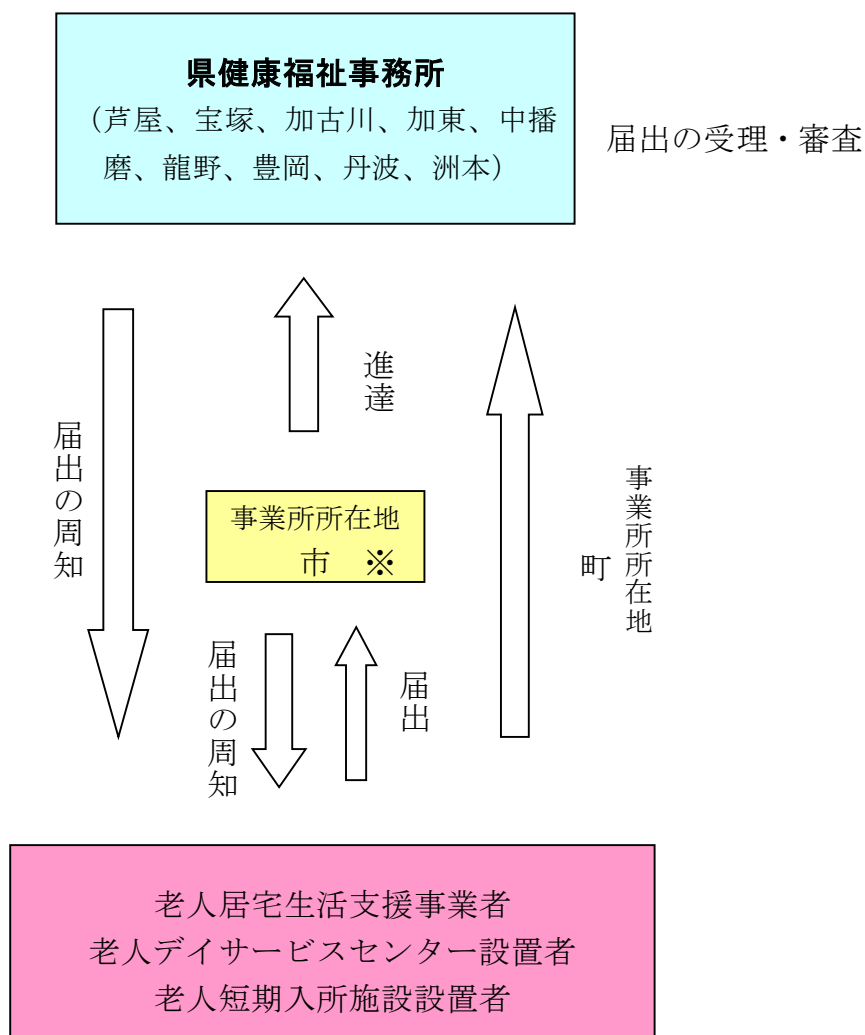 県健康福祉事務所
（芦屋、宝塚、加古川、加東、中播
磨、龍野、豊岡、丹波、洲本）
届出の受理・審査
進達
届出の周知
事業所所在地
市　※
事業所所在地
町
届出の周知
届出
老人居宅生活支援事業者
老人デイサービスセンター設置者
老人短期入所施設設置者